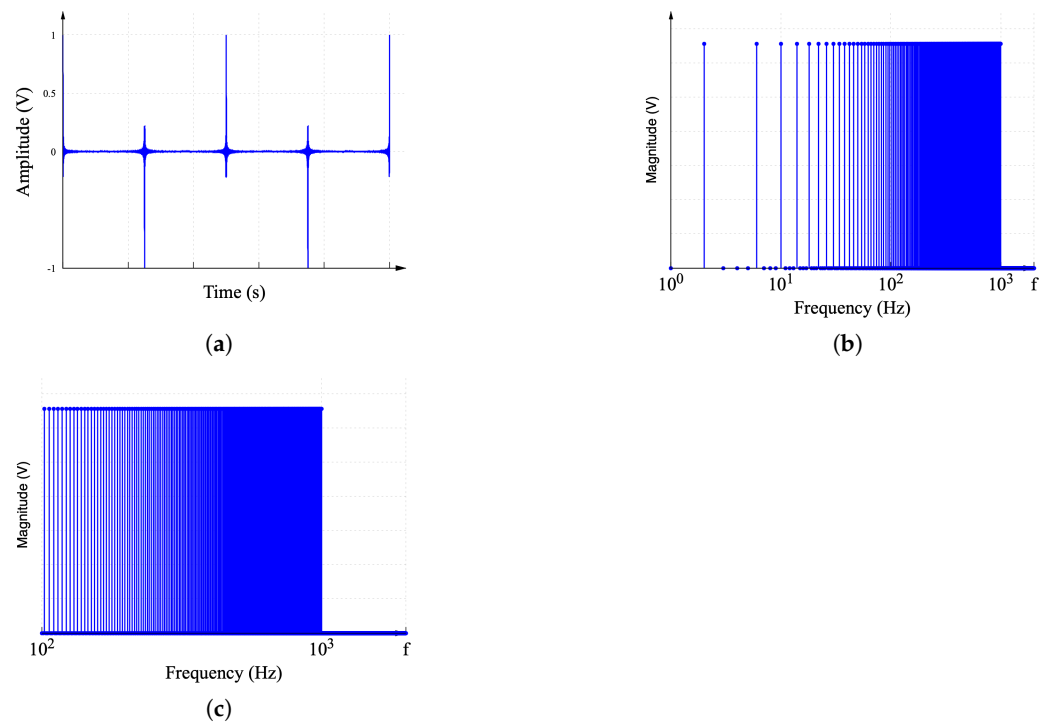 1
0.5
0
-1
Amplitude (V)
Time (s)
(a)
Magnitude (V)
10⁰ 10¹ 10² 10³ f
Frequency (Hz)
(b)
Magnitude (V)
10² 10³ f
Frequency (Hz)
(c)